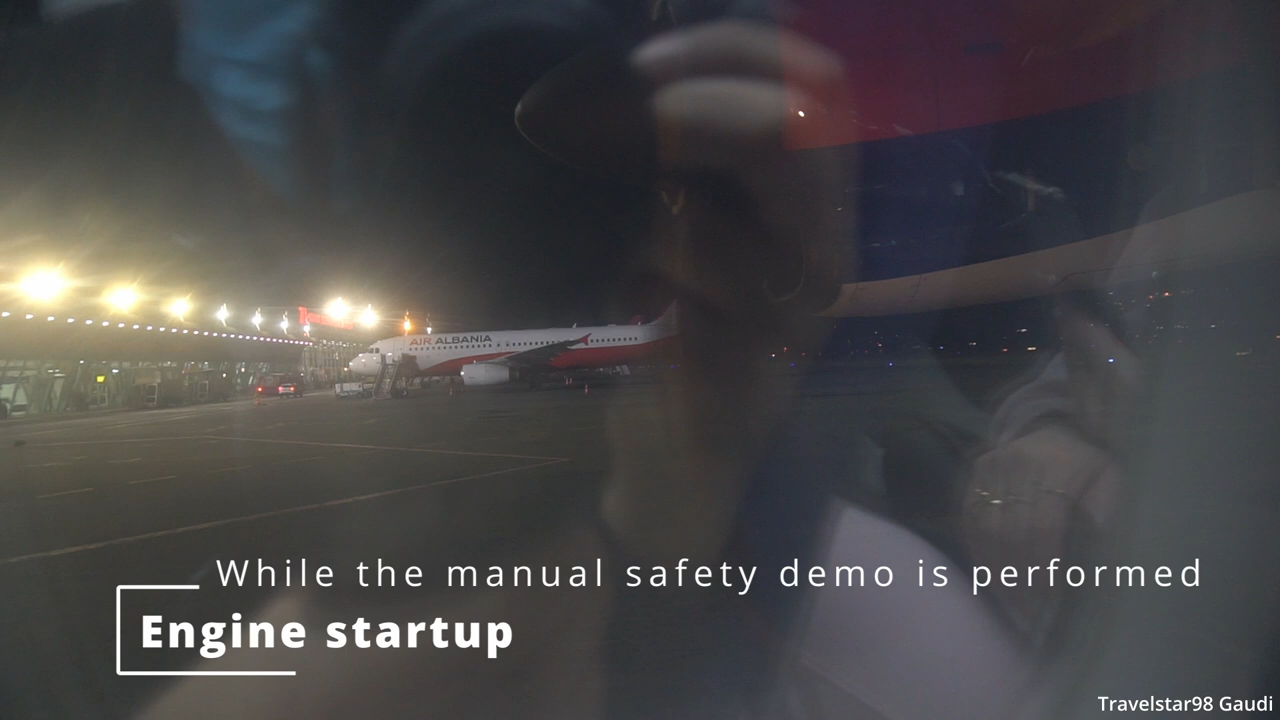 AIR ALBANIA
While the manual safety demo is performed
Engine startup
Travelstar98 Gaudi